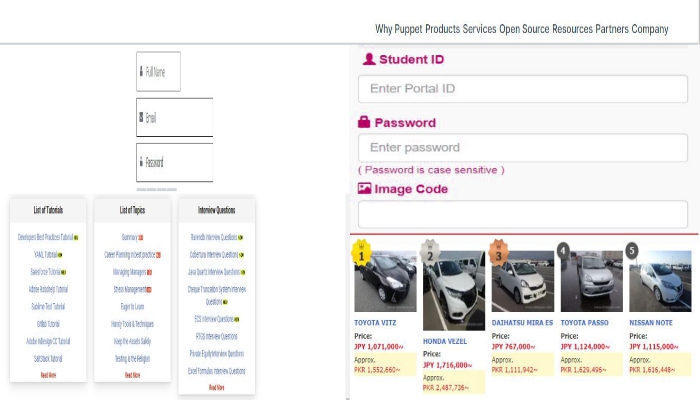 Why Puppet Products Services Open Source Resources Partners Company
Full Name
Email
Password
Student ID
Enter Portal ID
Password
Enter password
( Password is case sensitive )
Image Code
List of Tutorials
Developers Best Practices Tutorial
YAML Tutorial
Salesforce Tutorial
Adobe Robohelp Tutorial
Sublime Text Tutorial
GitLab Tutorial
Adobe InDesign CC Tutorial
SaltStack Tutorial
Read More
List of Topics
Summary
Career Planning in best practice
Managing Managers
Stress Management
Eager to Learn
Handy Tools & Techniques
Keep the Assets Safely
Testing is the Religion
Read More
Interview Questions
RavenDb Interview Questions
Cobertura Interview Questions
Java Quartz Interview Questions
Cheque Truncation System Interview
Questions
ECS Interview Questions
RTGS Interview Questions
Private Equity Interview Questions
Excel Formulas Interview Questions
Read More
1
TOYOTA VITZ
Price:
JPY 1,071,000~
Approx.
PKR 1,552,660~
2
HONDA VEZEL
Price:
JPY 1,716,000~
Approx.
PKR 2,487,736~
3
DAIHATSU MIRA ES
Price:
JPY 767,000~
Approx.
PKR 1,111,942~
4
TOYOTA PASSO
Price:
JPY 1,124,000~
Approx.
PKR 1,629,496~
5
NISSAN NOTE
Price:
JPY 1,115,000~
Approx.
PKR 1,616,448~